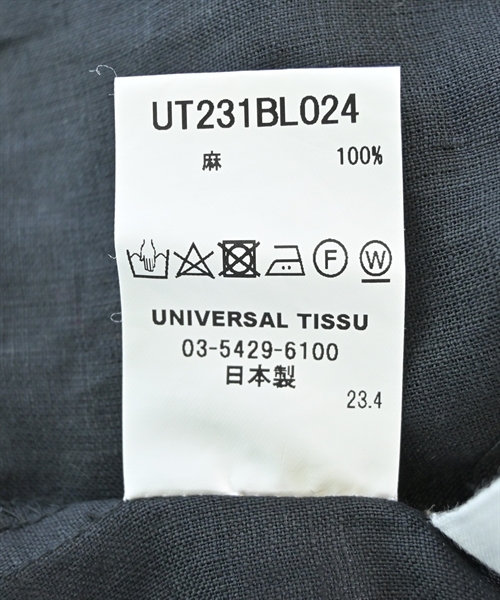 UT231BL024
麻 100%
F W
UNIVERSAL TISSU
03-5429-6100
日本製
23.4